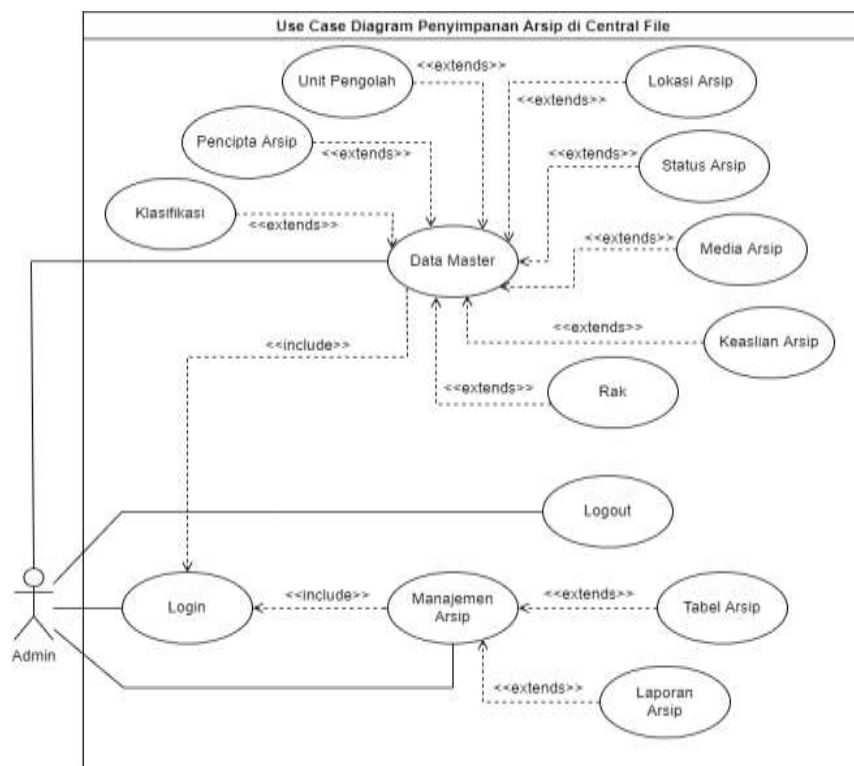 Use Case Diagram Penyimpanan Arsip di Central File
<<extends>>
Unit Pengolah
Lokasi Arsip
<<extends>>
Pencipta Arsip
<<extends>>
<<extends>>
Status Arsip
Klasifikasi
<<extends>>
<<extends>>
Media Arsip
Data Master
<<extends>>
Keaslian Arsip
<<include>>
<<extends>>
Rak
Logout
Login
<<include>>
Manajemen
Arsip
<<extends>>
Tabel Arsip
Admin
<<extends>>
Laporan
Arsip